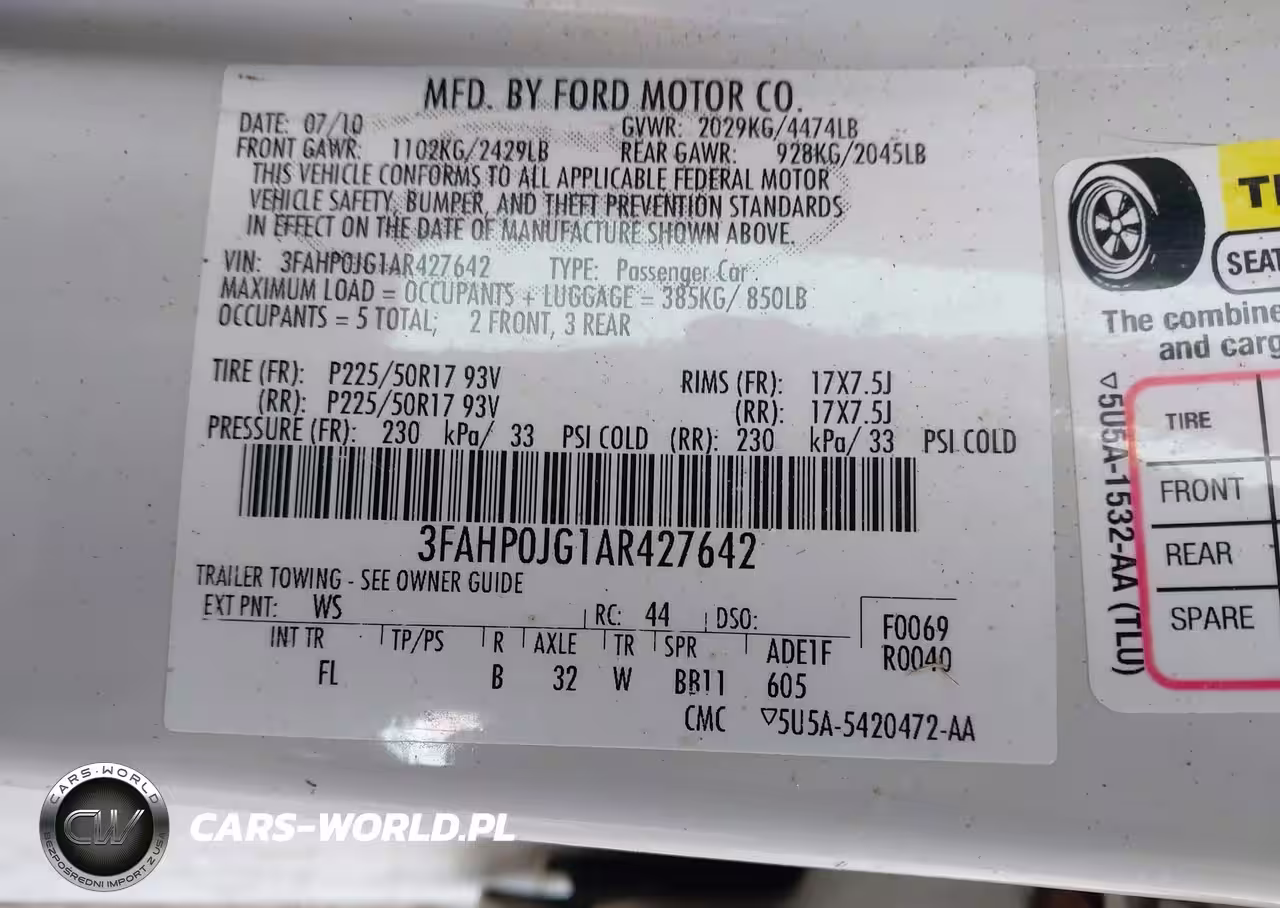 MFD. BY FORD MOTOR CO.
DATE: 07/10 GVWR: 2029KG/4474LB
FRONT GAWR: 1102KG/2429LB REAR GAWR: 928KG/2045LB
THIS VEHICLE CONFORMS TO ALL APPLICABLE FEDERAL MOTOR
VEHICLE SAFETY, BUMPER, AND THEFT PREVENTION STANDARDS
IN EFFECT ON THE DATE OF MANUFACTURE SHOWN ABOVE.
VIN: 3FAHP0JG1AR427642 TYPE: Passenger Car
MAXIMUM LOAD = OCCUPANTS + LUGGAGE = 385KG/ 850LB
OCCUPANTS = 5 TOTAL; 2 FRONT, 3 REAR
TIRE (FR): P225/50R17 93V RIMS (FR): 17X7.5J
(RR): P225/50R17 93V (RR): 17X7.5J
PRESSURE (FR): 230 kPa/ 33 PSI COLD (RR): 230 kPa/ 33 PSI COLD
3FAHP0JG1AR427642
TRAILER TOWING - SEE OWNER GUIDE
EXT PNT: WS RC: 44 DSO:
INT TR TP/PS R AXLE TR SPR ADE1F
FL B 32 W BB11 605
F0069
R0040
CMC ▽5U5A-5420472-AA
SEAT
The combine
and carg
▽5U5A-1532-AA (TLU)
TIRE
FRONT
REAR
SPARE
CARS-WORLD
CW
BEZPOŚREDNI IMPORT Z USA
CARS-WORLD.PL